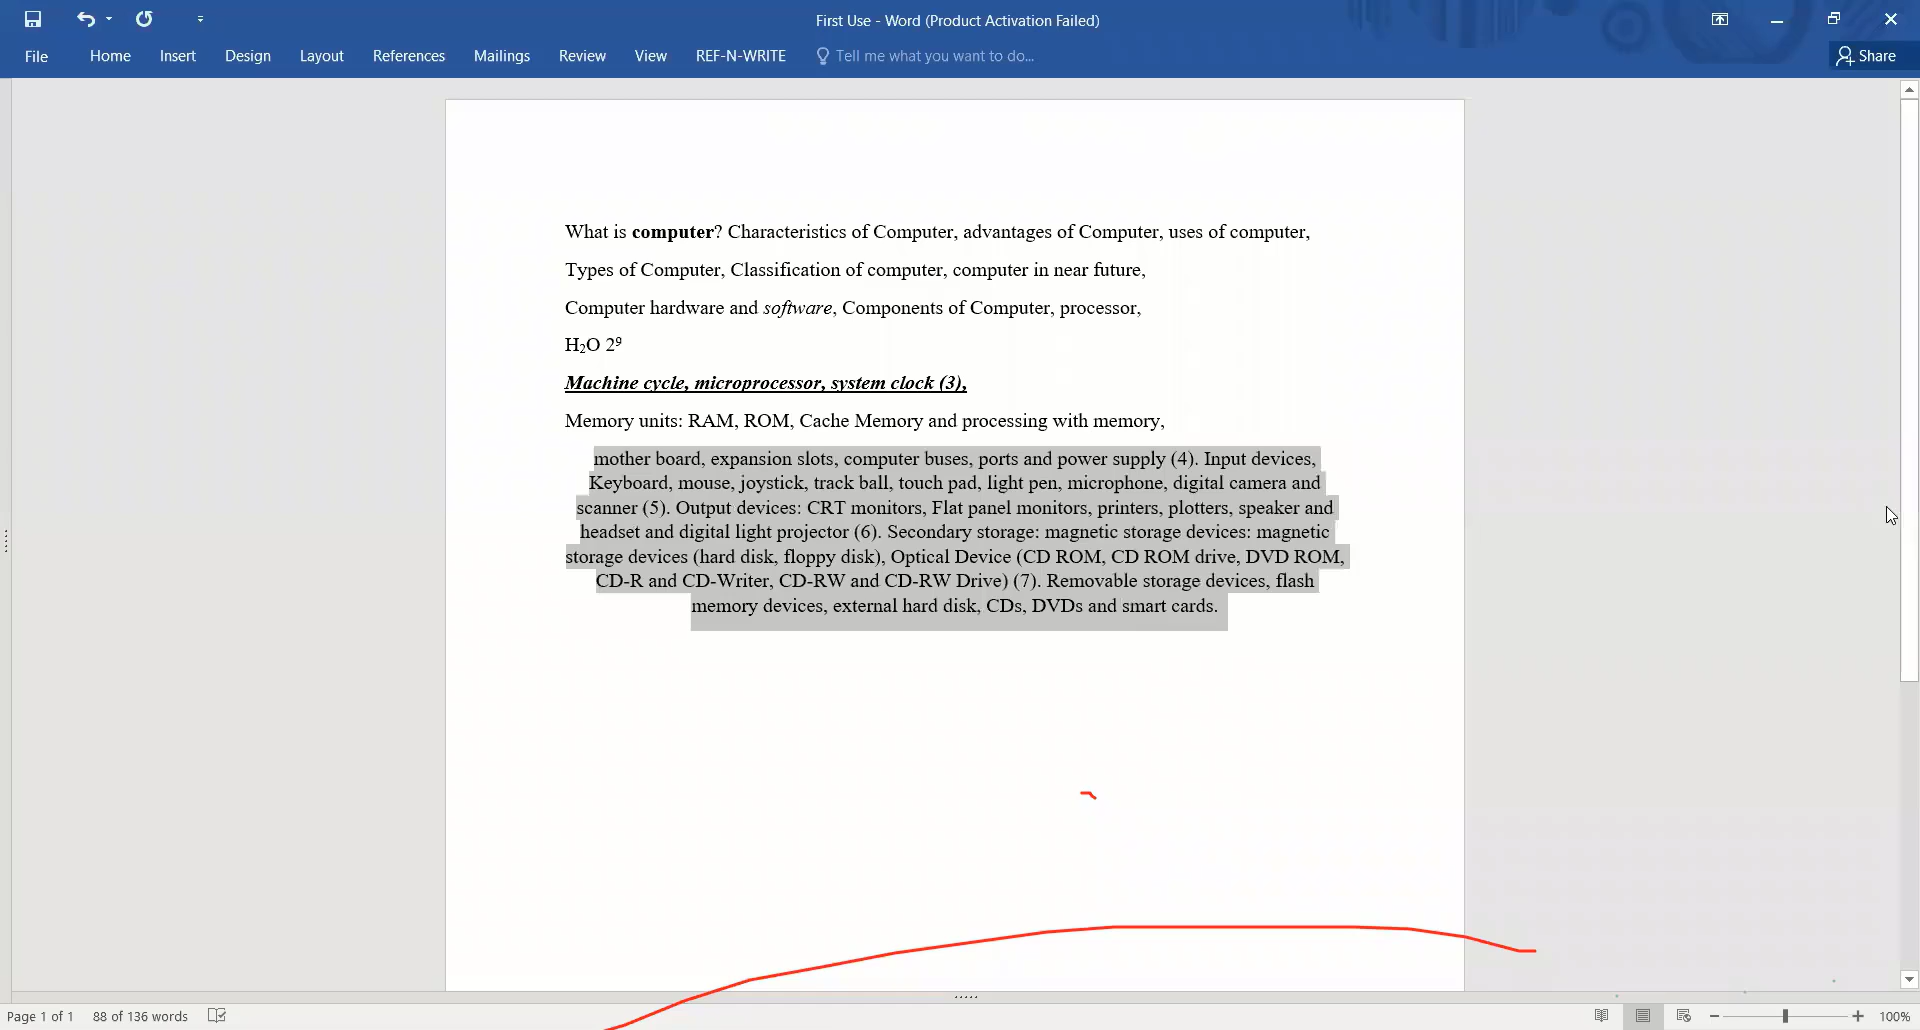 First Use - Word (Product Activation Failed)
File Home Insert Design Layout References Mailings Review View REF-N-WRITE Tell me what you want to do... Share
What is computer? Characteristics of Computer, advantages of Computer, uses of computer,
Types of Computer, Classification of computer, computer in near future,
Computer hardware and software, Components of Computer, processor,
H₂O 2⁹
Machine cycle, microprocessor, system clock (3),
Memory units: RAM, ROM, Cache Memory and processing with memory,
mother board, expansion slots, computer buses, ports and power supply (4). Input devices,
Keyboard, mouse, joystick, track ball, touch pad, light pen, microphone, digital camera and
scanner (5). Output devices: CRT monitors, Flat panel monitors, printers, plotters, speaker and
headset and digital light projector (6). Secondary storage: magnetic storage devices: magnetic
storage devices (hard disk, floppy disk), Optical Device (CD ROM, CD ROM drive, DVD ROM,
CD-R and CD-Writer, CD-RW and CD-RW Drive) (7). Removable storage devices, flash
memory devices, external hard disk, CDs, DVDs and smart cards.
Page 1 of 1 88 of 136 words 100%